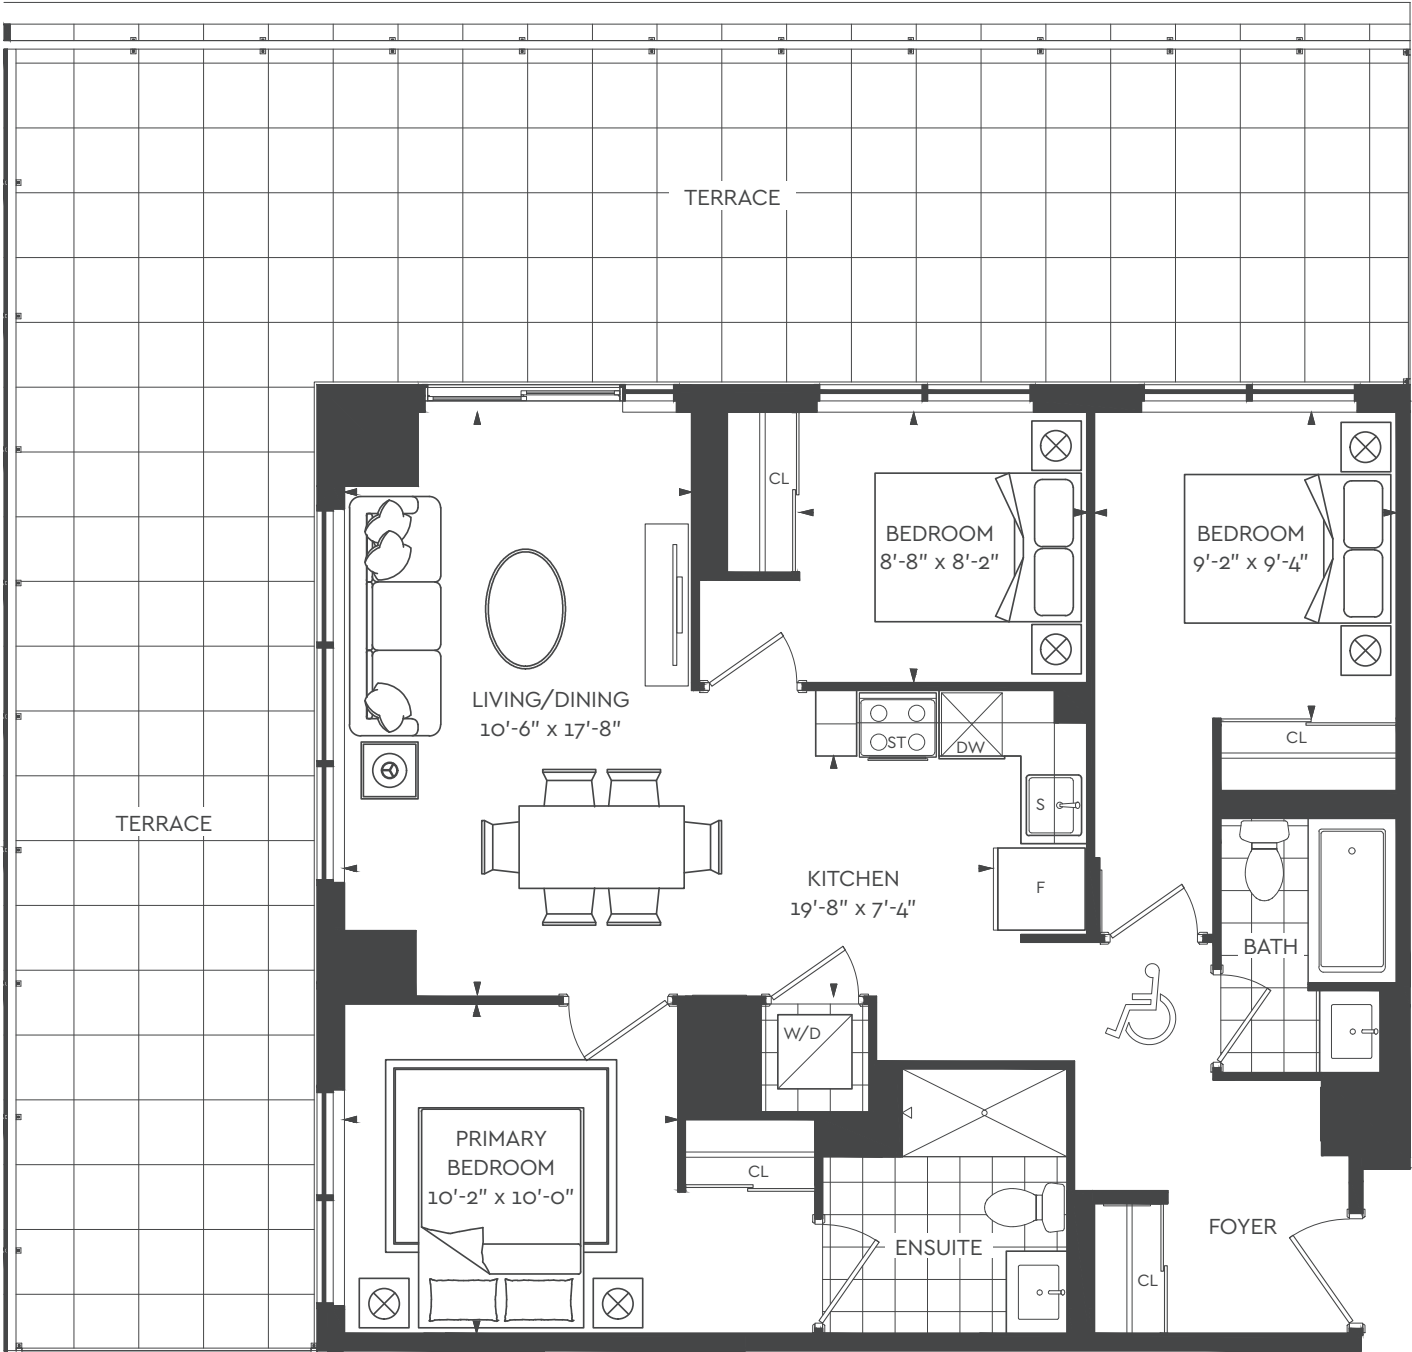 TERRACE
CL
BEDROOM
8'-8" x 8'-2"
BEDROOM
9'-2" x 9'-4"
LIVING/DINING
10'-6" x 17'-8"
ST
DW
CL
S
TERRACE
KITCHEN
19'-8" x 7'-4"
F
BATH
W/D
PRIMARY
BEDROOM
10'-2" x 10'-0"
CL
ENSUITE
FOYER
CL